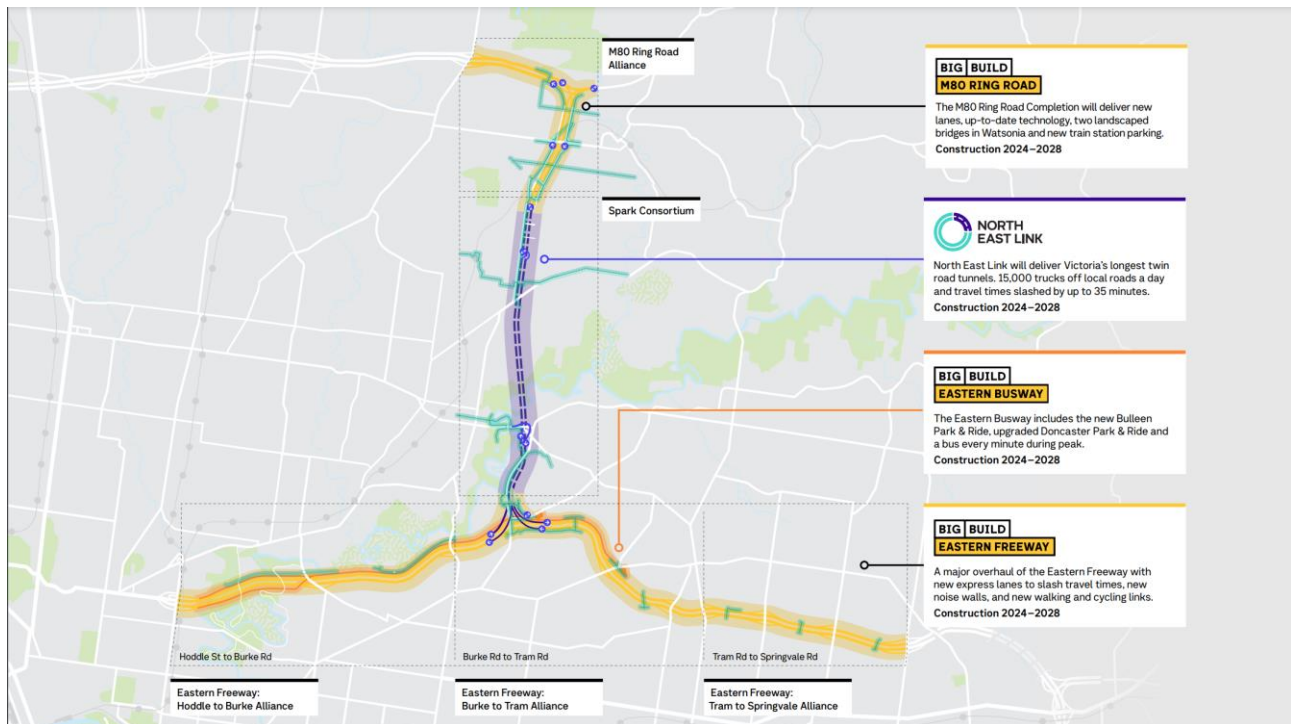 M80 Ring Road
Alliance
Spark Consortium
BIG BUILD
M80 RING ROAD
The M80 Ring Road Completion will deliver new
lanes, up-to-date technology, two landscaped
bridges in Watsonia and new train station parking.
Construction 2024–2028
NORTH
EAST LINK
North East Link will deliver Victoria's longest twin
road tunnels. 15,000 trucks off local roads a day
and travel times slashed by up to 35 minutes.
Construction 2024–2028
BIG BUILD
EASTERN BUSWAY
The Eastern Busway includes the new Bulleen
Park & Ride, upgraded Doncaster Park & Ride and
a bus every minute during peak.
Construction 2024–2028
BIG BUILD
EASTERN FREEWAY
A major overhaul of the Eastern Freeway with
new express lanes to slash travel times, new
noise walls, and new walking and cycling links.
Construction 2024–2028
Hoddle St to Burke Rd
Burke Rd to Tram Rd
Tram Rd to Springvale Rd
Eastern Freeway:
Hoddle to Burke Alliance
Eastern Freeway:
Burke to Tram Alliance
Eastern Freeway:
Tram to Springvale Alliance